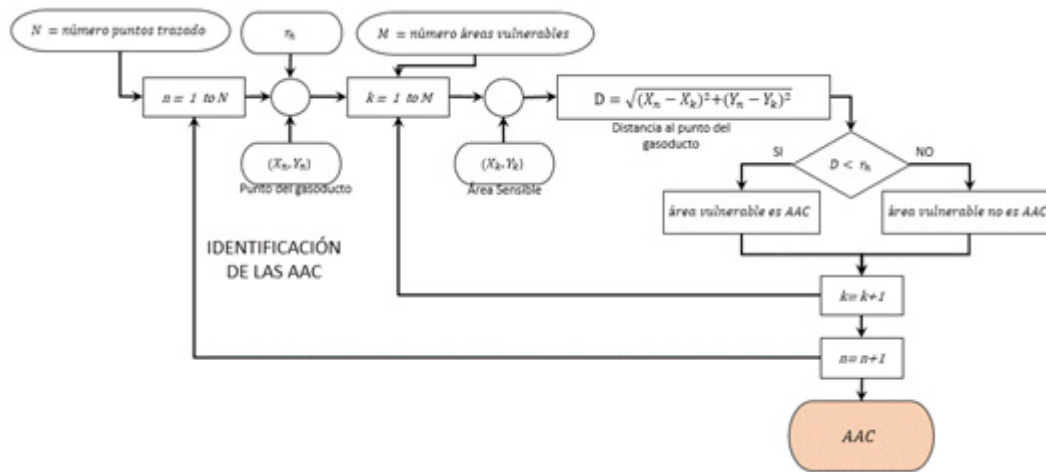 N = número puntos trazado
r_h
M = número áreas vulnerables
n = 1 to N
k = 1 to M
D = √(X_n − X_k)²+(Y_n − Y_k)²
Distancia al punto del
gasoducto
(X_n, Y_n)
Punto del gasoducto
(X_k, Y_k)
Área Sensible
SI
D < r_h
NO
área vulnerable es AAC
área vulnerable no es AAC
IDENTIFICACIÓN
DE LAS AAC
k= k+1
n= n+1
AAC